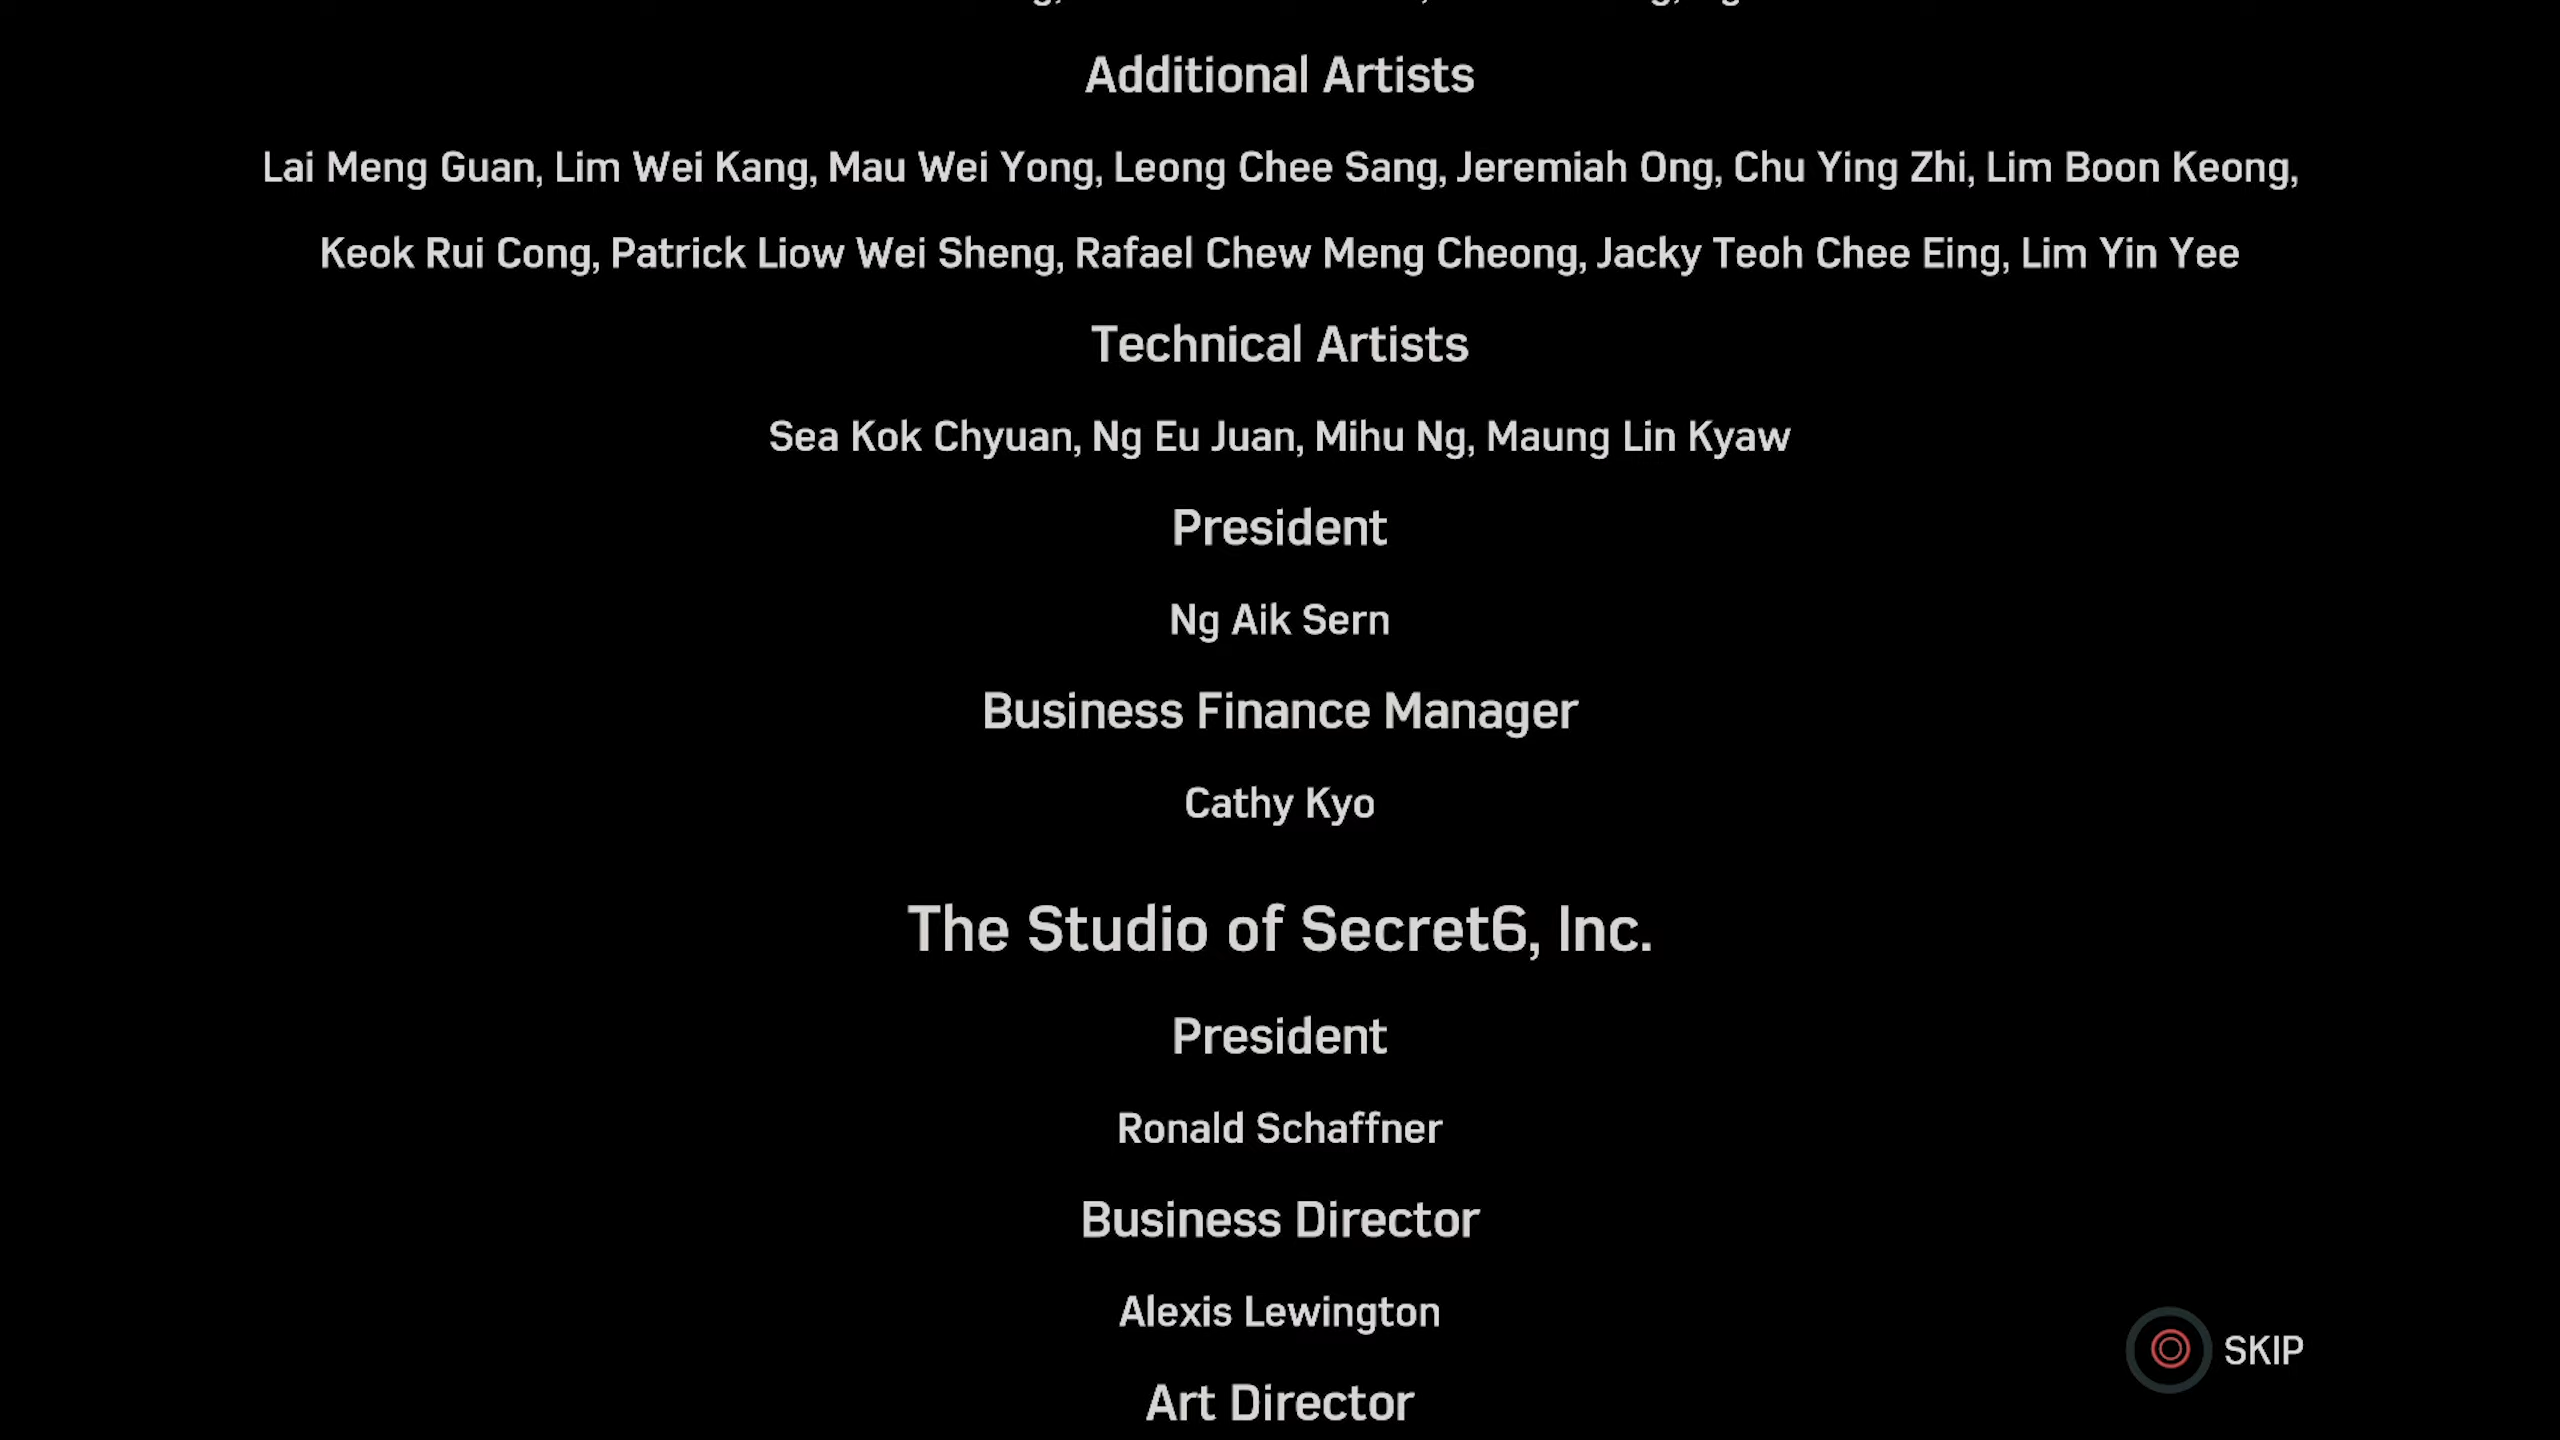 Additional Artists
Lai Meng Guan, Lim Wei Kang, Mau Wei Yong, Leong Chee Sang, Jeremiah Ong, Chu Ying Zhi, Lim Boon Keong,
Keok Rui Cong, Patrick Liow Wei Sheng, Rafael Chew Meng Cheong, Jacky Teoh Chee Eing, Lim Yin Yee
Technical Artists
Sea Kok Chyuan, Ng Eu Juan, Mihu Ng, Maung Lin Kyaw
President
Ng Aik Sern
Business Finance Manager
Cathy Kyo
The Studio of Secret6, Inc.
President
Ronald Schaffner
Business Director
Alexis Lewington
SKIP
Art Director